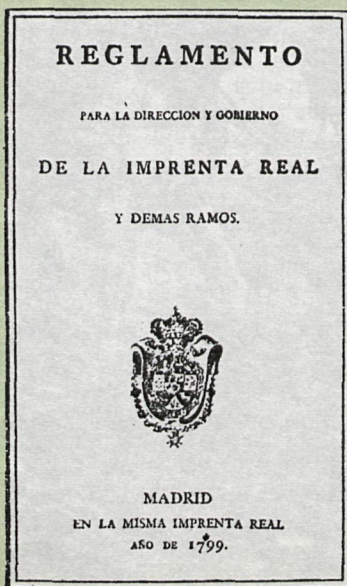 REGLAMENTO
PARA LA DIRECCION Y GOBIERNO
DE LA IMPRENTA REAL
Y DEMAS RAMOS.
MADRID
EN LA MISMA IMPRENTA REAL
AÑO DE 1799.